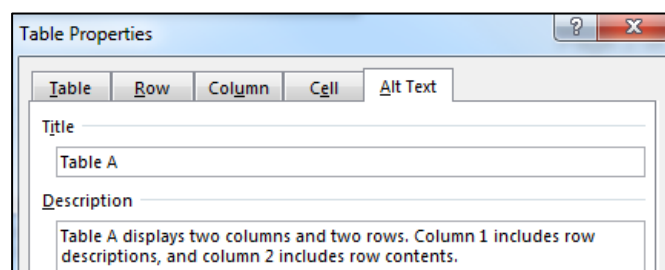 Table Properties
?
X
Table Row Column Cell Alt Text
Title
Table A
Description
Table A displays two columns and two rows. Column 1 includes row
descriptions, and column 2 includes row contents.